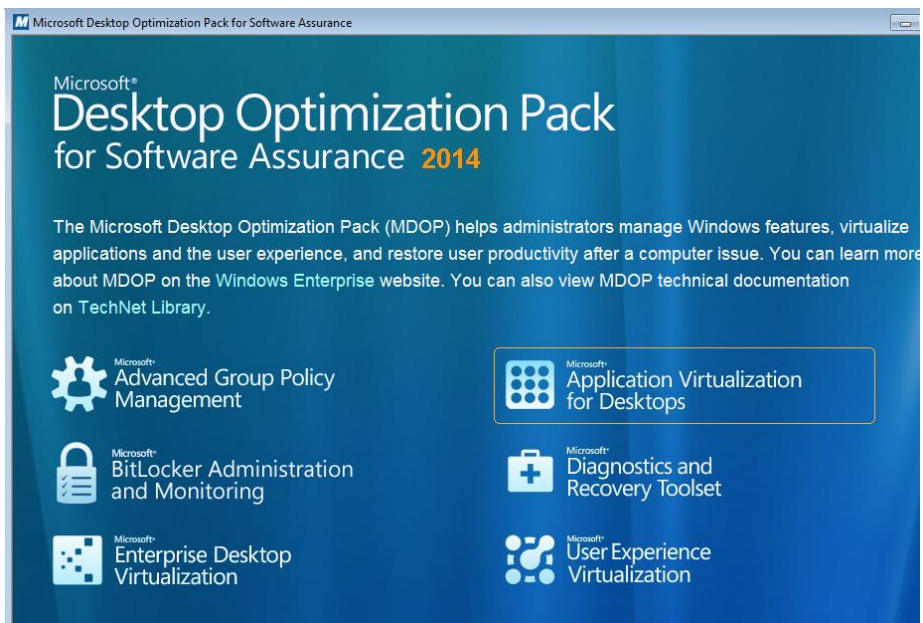 Microsoft Desktop Optimization Pack for Software Assurance
Microsoft®
Desktop Optimization Pack
for Software Assurance 2014
The Microsoft Desktop Optimization Pack (MDOP) helps administrators manage Windows features, virtualize
applications and the user experience, and restore user productivity after a computer issue. You can learn more
about MDOP on the Windows Enterprise website. You can also view MDOP technical documentation
on TechNet Library.
Microsoft®
Advanced Group Policy
Management
Microsoft®
Application Virtualization
for Desktops
Microsoft®
BitLocker Administration
and Monitoring
Microsoft®
Diagnostics and
Recovery Toolset
Microsoft®
Enterprise Desktop
Virtualization
Microsoft®
User Experience
Virtualization